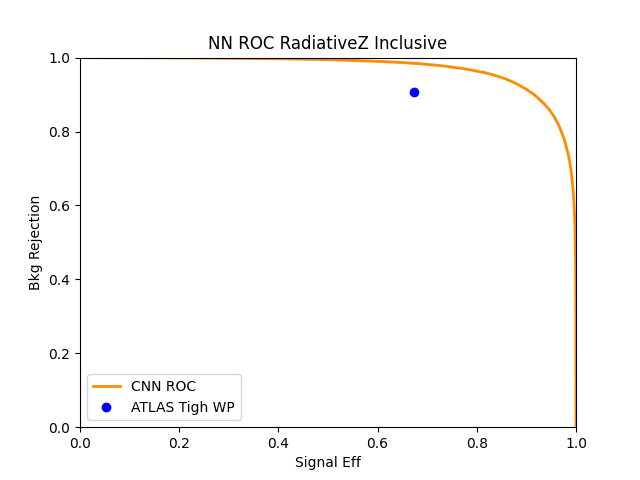 NN ROC RadiativeZ Inclusive
1.0
0.8
0.6
0.4
0.2
0.0
Bkg Rejection
CNN ROC
ATLAS Tigh WP
0.0 0.2 0.4 0.6 0.8 1.0
Signal Eff